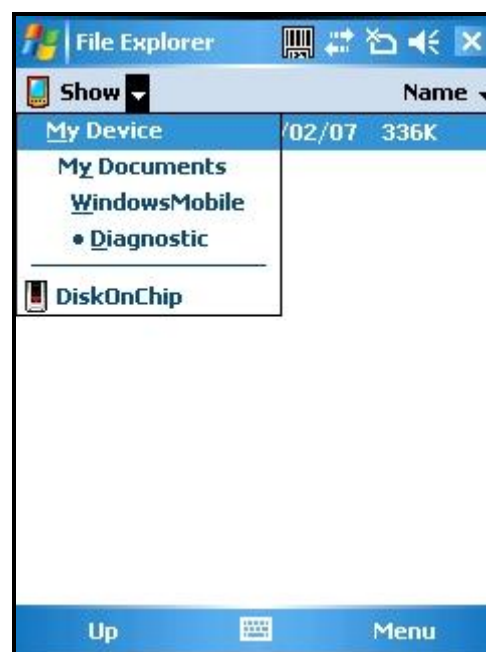 File Explorer
Show Name
My Device /02/07 336K
My Documents
WindowsMobile
• Diagnostic
DiskOnChip
Up Menu